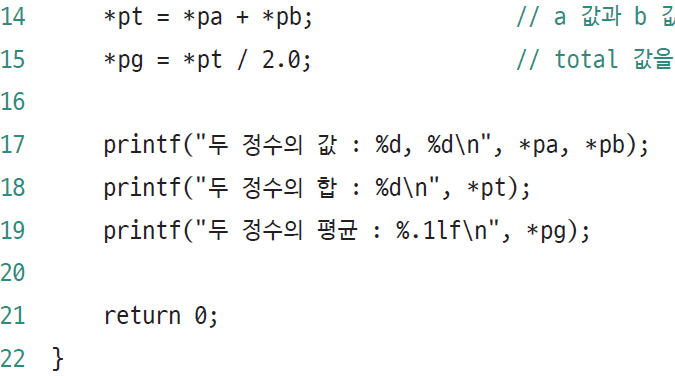 14 *pt = *pa + *pb; // a 값과 b
15 *pg = *pt / 2.0; // total 값을
16
17 printf("두 정수의 값 : %d, %d\n", *pa, *pb);
18 printf("두 정수의 합 : %d\n", *pt);
19 printf("두 정수의 평균 : %.1lf\n", *pg);
20
21 return 0;
22 }